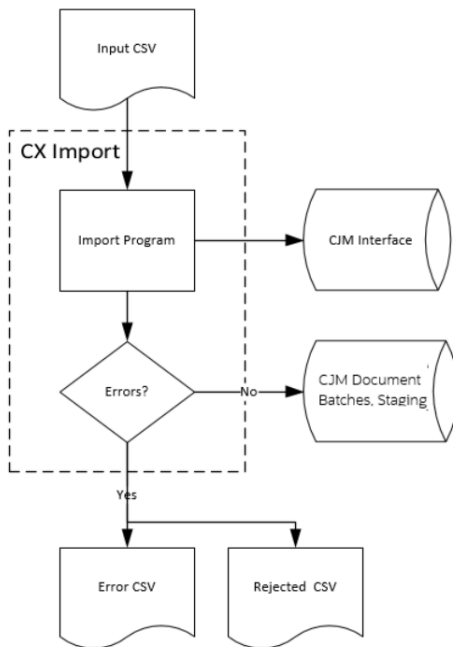 Input CSV
CX Import
Import Program
CJM Interface
Errors?
No
CJM Document
Batches, Staging
Yes
Error CSV
Rejected CSV